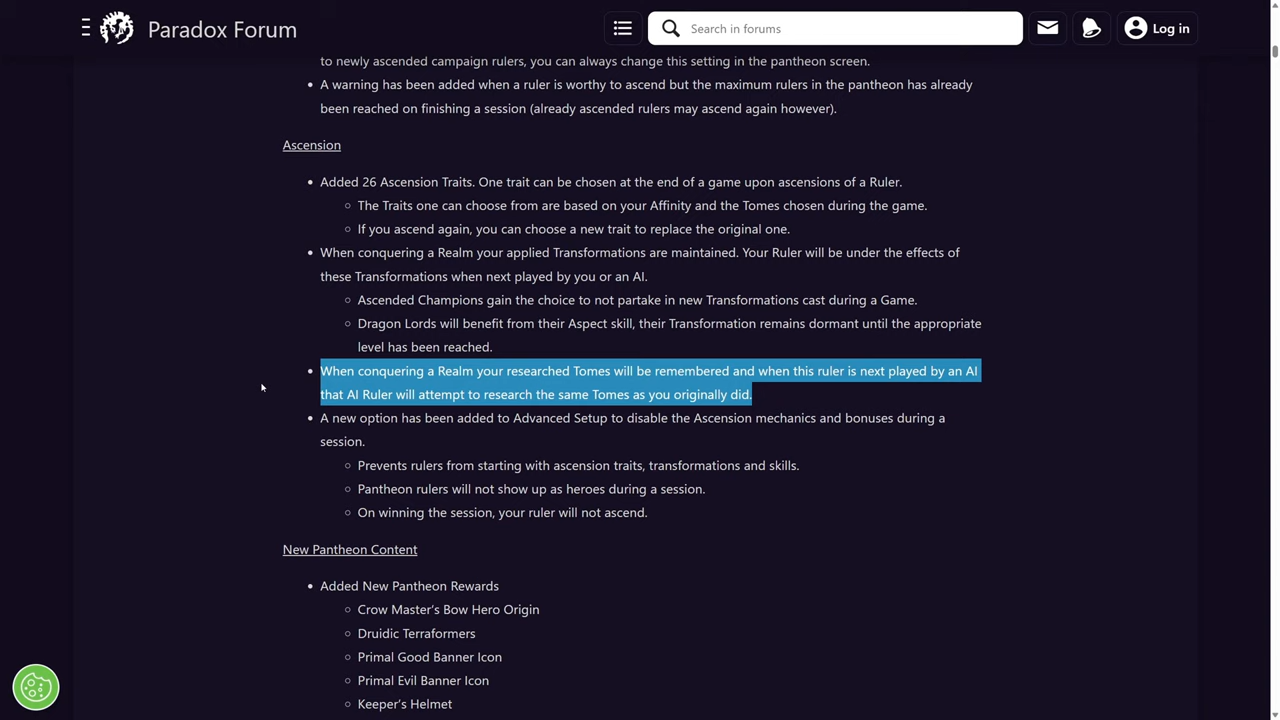 Paradox Forum
Search in forums
Log in
to newly ascended campaign rulers, you can always change this setting in the pantheon screen.
A warning has been added when a ruler is worthy to ascend but the maximum rulers in the pantheon has already
been reached on finishing a session (already ascended rulers may ascend again however).
Ascension
Added 26 Ascension Traits. One trait can be chosen at the end of a game upon ascensions of a Ruler.
The Traits one can choose from are based on your Affinity and the Tomes chosen during the game.
If you ascend again, you can choose a new trait to replace the original one.
When conquering a Realm your applied Transformations are maintained. Your Ruler will be under the effects of
these Transformations when next played by you or an AI.
Ascended Champions gain the choice to not partake in new Transformations cast during a Game.
Dragon Lords will benefit from their Aspect skill, their Transformation remains dormant until the appropriate
level has been reached.
When conquering a Realm your researched Tomes will be remembered and when this ruler is next played by an AI
that AI Ruler will attempt to research the same Tomes as you originally did.
A new option has been added to Advanced Setup to disable the Ascension mechanics and bonuses during a
session.
Prevents rulers from starting with ascension traits, transformations and skills.
Pantheon rulers will not show up as heroes during a session.
On winning the session, your ruler will not ascend.
New Pantheon Content
Added New Pantheon Rewards
Crow Master's Bow Hero Origin
Druidic Terraformers
Primal Good Banner Icon
Primal Evil Banner Icon
Keeper's Helmet